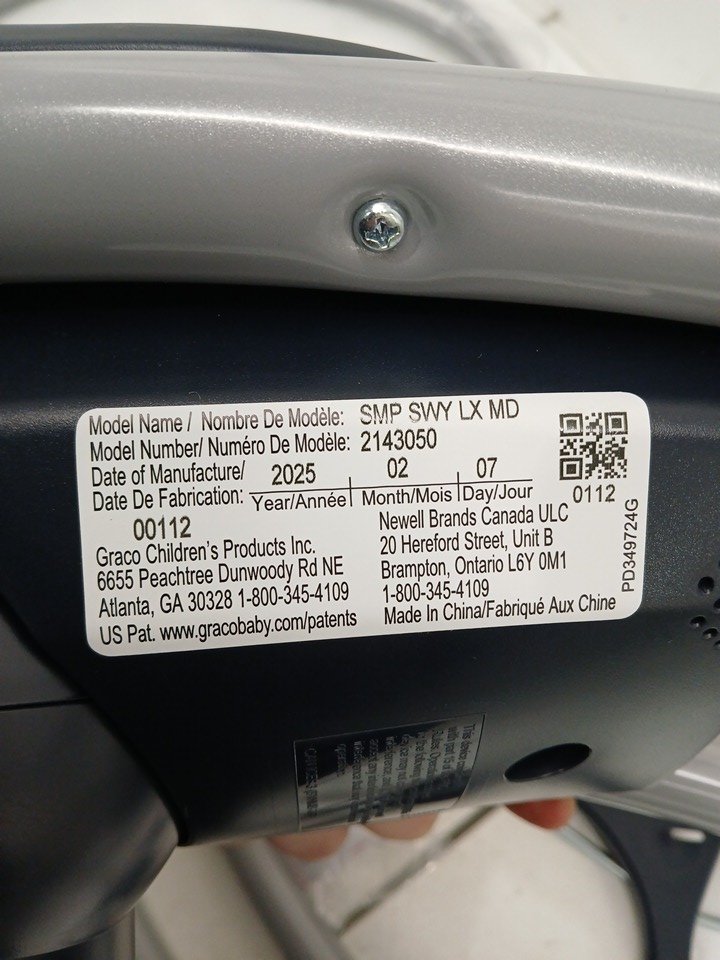 Model Name / Nombre De Modèle: SMP SWY LX MD
Model Number/ Numéro De Modèle: 2143050
Date of Manufacture/ 2025 02 07
Date De Fabrication: Year/Année Month/Mois Day/Jour
0112
00112
Graco Children's Products Inc.
6655 Peachtree Dunwoody Rd NE
Atlanta, GA 30328 1-800-345-4109
US Pat. www.gracobaby.com/patents
Newell Brands Canada ULC
20 Hereford Street, Unit B
Brampton, Ontario L6Y 0M1
1-800-345-4109
Made In China/Fabriqué Aux Chine
PD349724G